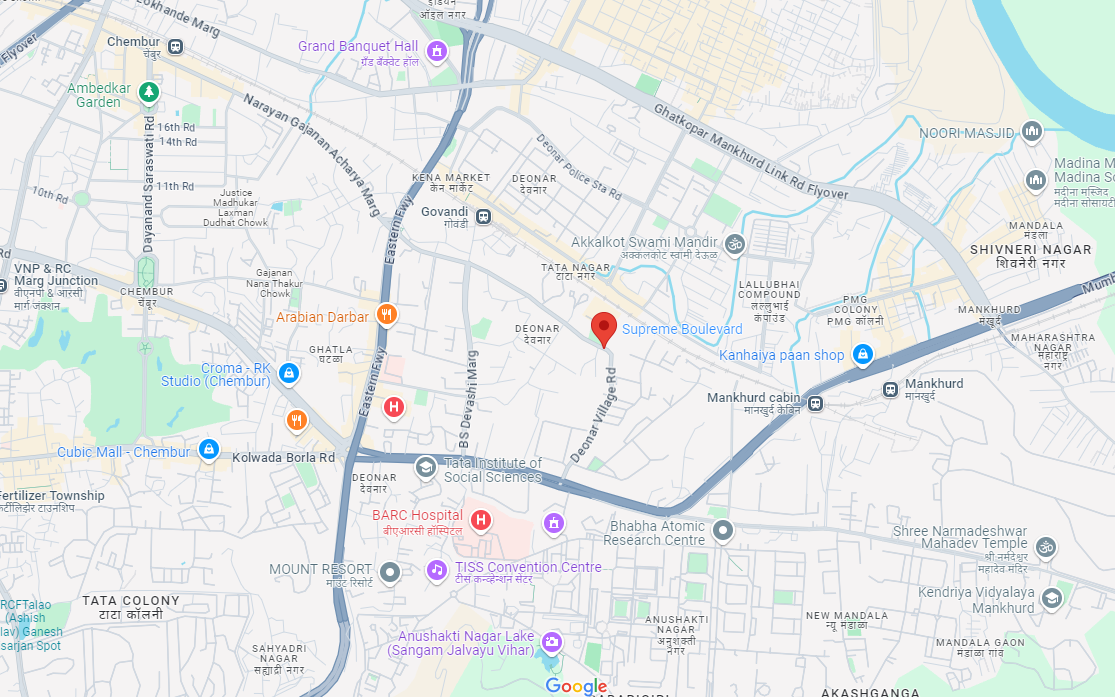 इंडियन
ऑइल नगर
Lokhande Marg
Flyover
Chembur
चेंबूर
Grand Banquet Hall
ग्रँड बँक्वेट हॉल
Ambedkar
Garden
Narayan Gajanan Acharya Marg
Ghatkopar Mankhurd Link Rd Flyover
16th Rd
14th Rd
11th Rd
10th Rd
Dayanand Saraswati Rd
Deonar Police Sta Rd
NOORI MASJID
Madina M
Madina So
मदीना मस्जिद
मदीना सोसायटी
KENA MARKET
केन मार्केट
DEONAR
देवनार
Justice
Madhukar
Laxman
Dudhat Chowk
Govandi
गोवंडी
Eastern Fwy
MANDALA
मंडला
SHIVNERI NAGAR
शिवनेरी नगर
Akkalkot Swami Mandir
अक्कलकोट स्वामी देऊळ
Rd
VNP & RC
Marg Junction
वीएनपी & आरसी
मार्ग जंक्शन
Gajanan
Nana Thakur
Chowk
TATA NAGAR
टाटा नगर
LALLUBHAI
COMPOUND
लल्लुभाई
कंपाउंड
CHEMBUR
चेंबूर
PMG
COLONY
PMG कॉलनी
MANKHURD
मंखुर्द
Arabian Darbar
DEONAR
देवनार
Supreme Boulevard
MAHARASHTRA
NAGAR
महाराष्ट्र
नगर
GHATLA
घटळा
Kanhaiya paan shop
Croma - RK
Studio (Chembur)
Eastern Fwy
BS Devashi Marg
Deonar Village Rd
Mankhurd
मानखुर्द
Mankhurd cabin
मानखुर्द केबिन
Cubic Mall - Chembur
Kolwada Borla Rd
Tata Institute of
Social Sciences
DEONAR
देवनार
Fertilizer Township
BARC Hospital
बीएआरसी हॉस्पिटल
Bhabha Atomic
Research Centre
Shree Narmadeshwar
Mahadev Temple
श्री नर्मदेश्वर
महादेव मंदिर
MOUNT RESORT
माउंट रिसोर्ट
TISS Convention Centre
टीसं कन्व्हेन्शन सेंटर
Kendriya Vidyalaya
Mankhurd
TATA COLONY
टाटा कॉलनी
RCFTalao
(Ashish
lav) Ganesh
sarjan Spot
NEW MANDALA
न्यू मंडाळा
ANUSHAKTI
NAGAR
अनुशक्ती
नगर
Anushakti Nagar Lake
(Sangam Jalvayu Vihar)
MANDALA GAON
मंडाळा गांव
SAHYADRI
NAGAR
सह्याद्री नगर
Google
AKASHGANGA